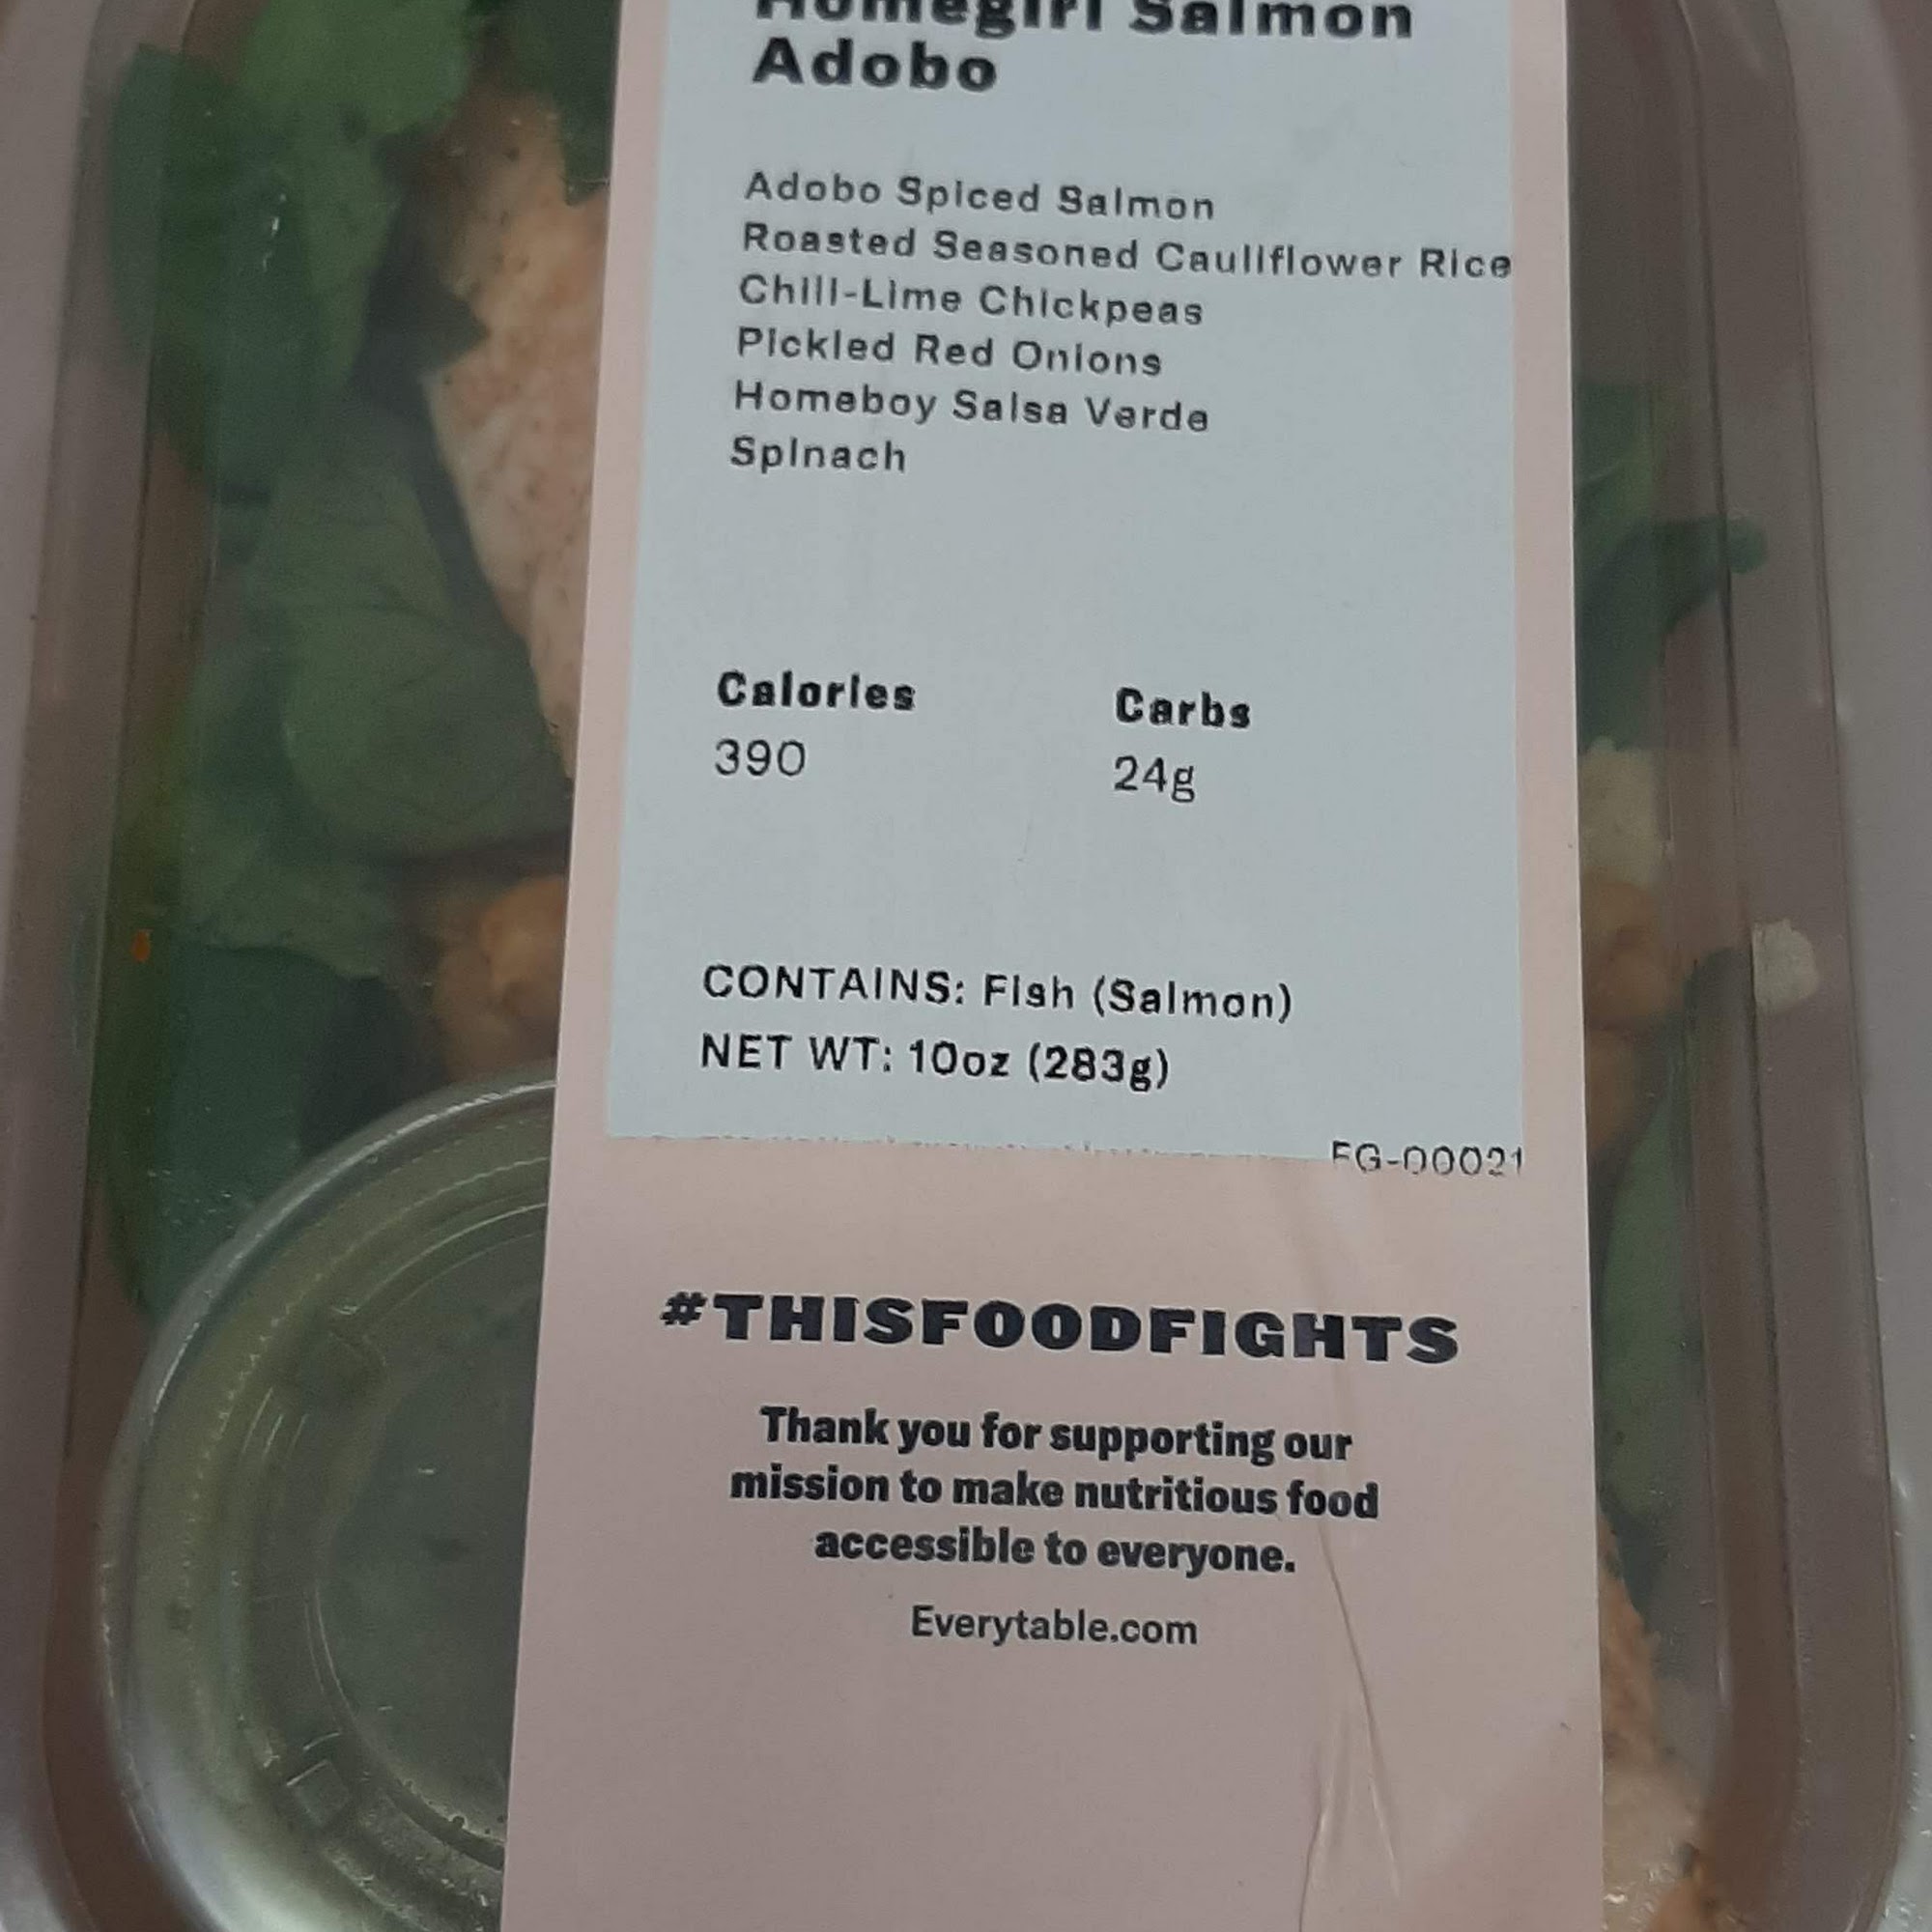 Homegirl Salmon
Adobo
Adobo Spiced Salmon
Roasted Seasoned Cauliflower Rice
Chili-Lime Chickpeas
Pickled Red Onions
Homeboy Salsa Verde
Spinach
Calories
Carbs
390
24g
CONTAINS: Fish (Salmon)
NET WT: 10oz (283g)
FG-00021
#THISFOODFIGHTS
Thank you for supporting our
mission to make nutritious food
accessible to everyone.
Everytable.com